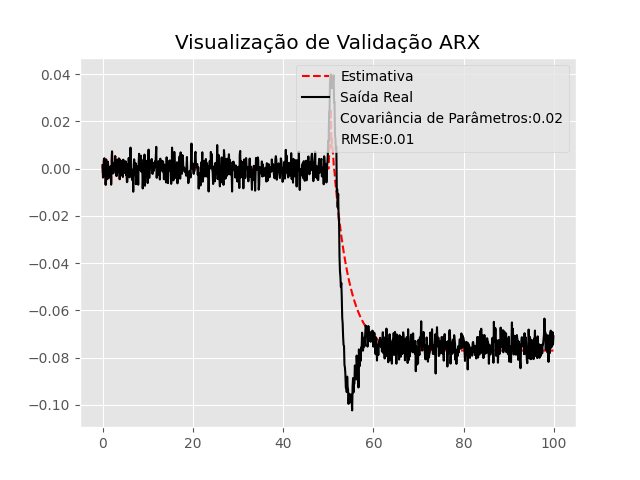 Visualização de Validação ARX
Estimativa
Saída Real
Covariância de Parâmetros:0.02
RMSE:0.01
0.04
0.02
0.00
−0.02
−0.04
−0.06
−0.08
−0.10
0 20 40 60 80 100